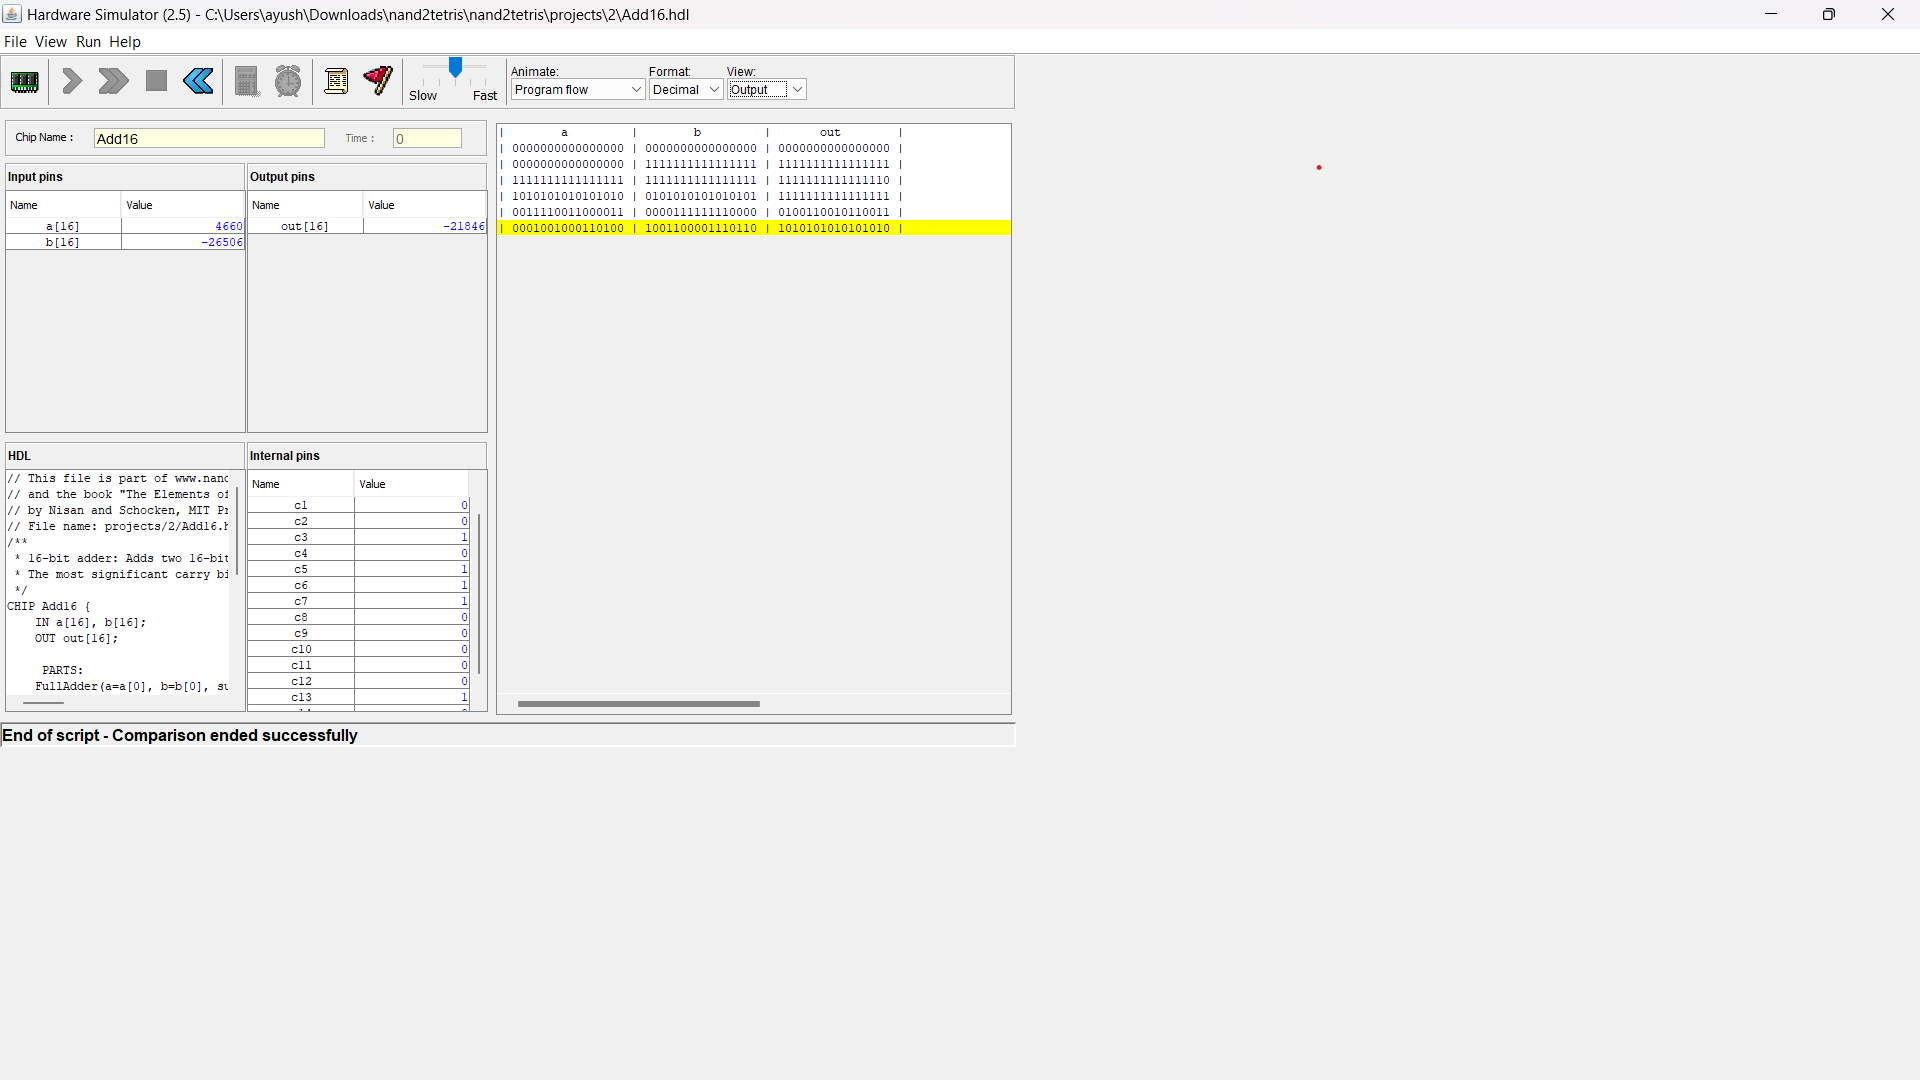 Hardware Simulator (2.5) - C:\Users\ayush\Downloads\nand2tetris\nand2tetris\projects\2\Add16.hdl
File View Run Help
Slow Fast
Animate: Format: View:
Program flow Decimal Output
Chip Name : Add16 Time : 0
Input pins
Name Value
a[16] 4660
b[16] -26506
Output pins
Name Value
out[16] -21846
| a | b | out |
| 0000000000000000 | 0000000000000000 | 0000000000000000 |
| 0000000000000000 | 1111111111111111 | 1111111111111111 |
| 1111111111111111 | 1111111111111111 | 1111111111111110 |
| 1010101010101010 | 0101010101010101 | 1111111111111111 |
| 0011110011000011 | 0000111111110000 | 0100110010110011 |
| 0001001000110100 | 1001100001110110 | 1010101010101010 |
HDL
// This file is part of www.nand
// and the book "The Elements of
// by Nisan and Schocken, MIT Pr
// File name: projects/2/Add16.h
/**
* 16-bit adder: Adds two 16-bit
* The most significant carry bi
*/
CHIP Add16 {
IN a[16], b[16];
OUT out[16];
PARTS:
FullAdder(a=a[0], b=b[0], su
Internal pins
Name Value
c1 0
c2 0
c3 1
c4 0
c5 1
c6 1
c7 1
c8 0
c9 0
c10 0
c11 0
c12 0
c13 1
End of script - Comparison ended successfully